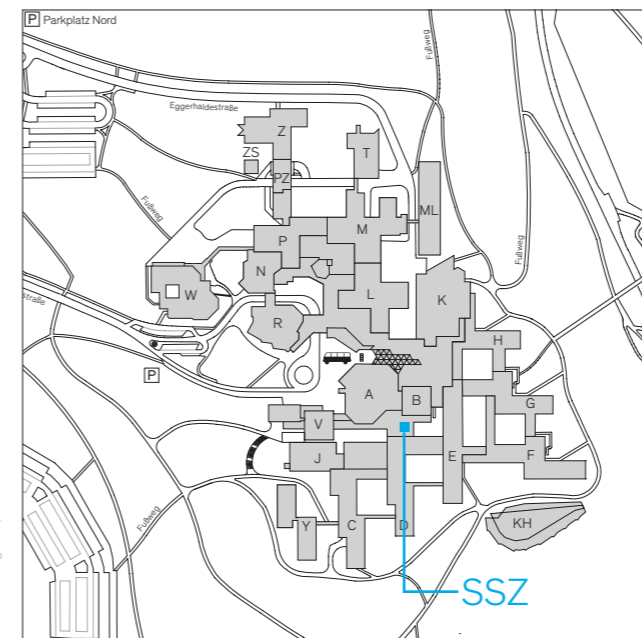 P Parkplatz Nord
Eggerhaldestraße
Fußweg
Z
ZS
T
PZ
Fußweg
ML
M
P
Fußweg
N
W
L
K
straße
R
H
P
A
B
G
V
J
E
F
Fußweg
Y
C
D
KH
SSZ